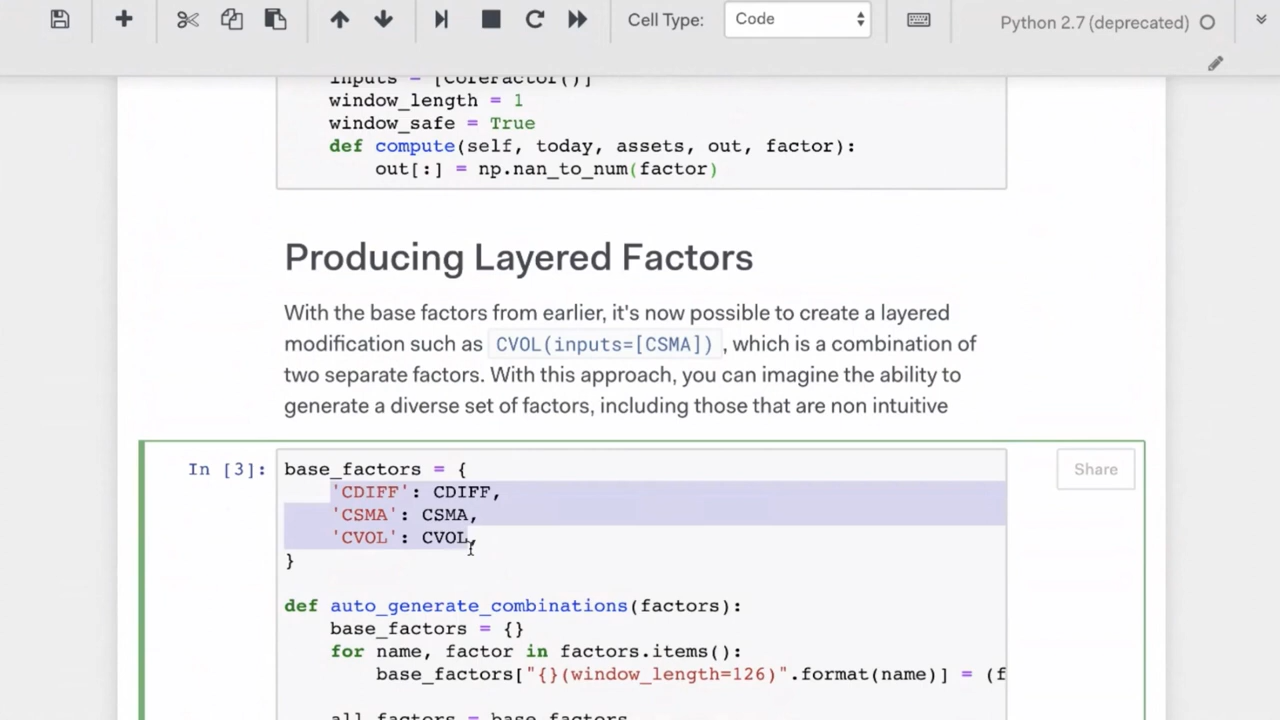 Cell Type:
Code
Python 2.7 (deprecated)
inputs = [CoreFactor()]
window_length = 1
window_safe = True
def compute(self, today, assets, out, factor):
out[:] = np.nan_to_num(factor)
Producing Layered Factors
With the base factors from earlier, it's now possible to create a layered
modification such as CVOL(inputs=[CSMA]) , which is a combination of
two separate factors. With this approach, you can imagine the ability to
generate a diverse set of factors, including those that are non intuitive
In [3]:
base_factors = {
Share
'CDIFF': CDIFF,
'CSMA': CSMA,
'CVOL': CVOL,
}
def auto_generate_combinations(factors):
base_factors = {}
for name, factor in factors.items():
base_factors["{}(window_length=126)".format(name)] = (f
all_factors = base_factors